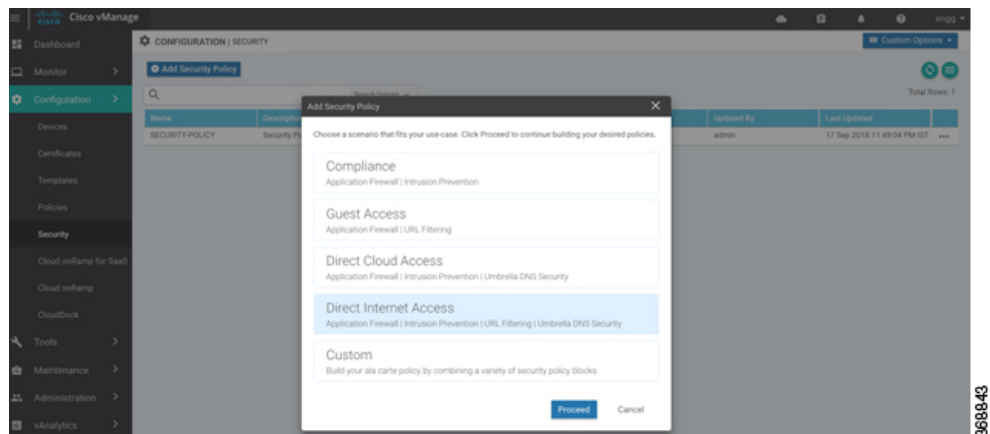 cisco Cisco vManage
engg
Dashboard
Monitor
Configuration
Devices
Certificates
Templates
Policies
Security
Cloud onRamp for SaaS
Cloud onRamp
CloudDock
Tools
Maintenance
Administration
vAnalytics
CONFIGURATION | SECURITY
Custom Options
Add Security Policy
Search Options
Total Rows: 1
Name
Updated By
Last Updated
SECURITY-POLICY
Security
admin
17 Sep 2018 11:49:04 PM IST
Add Security Policy
Choose a scenario that fits your use-case. Click Proceed to continue building your desired policies.
Compliance
Application Firewall | Intrusion Prevention
Guest Access
Application Firewall | URL Filtering
Direct Cloud Access
Application Firewall | Intrusion Prevention | Umbrella DNS Security
Direct Internet Access
Application Firewall | Intrusion Prevention | URL Filtering | Umbrella DNS Security
Custom
Build your ala carte policy by combining a variety of security policy blocks
Proceed
Cancel
368843